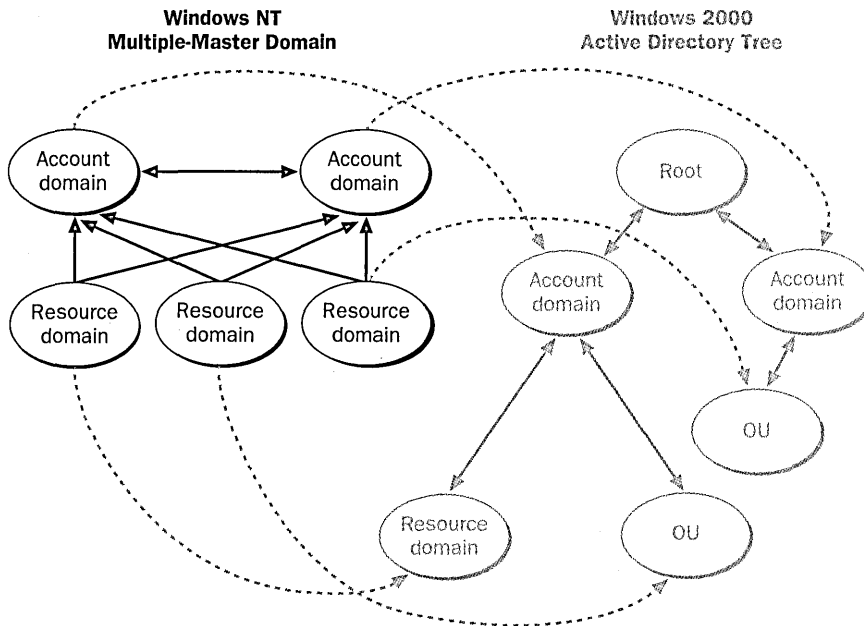 Windows NT
Multiple-Master Domain
Windows 2000
Active Directory Tree
Account
domain
Account
domain
Root
Resource
domain
Resource
domain
Resource
domain
Account
domain
Account
domain
OU
Resource
domain
OU